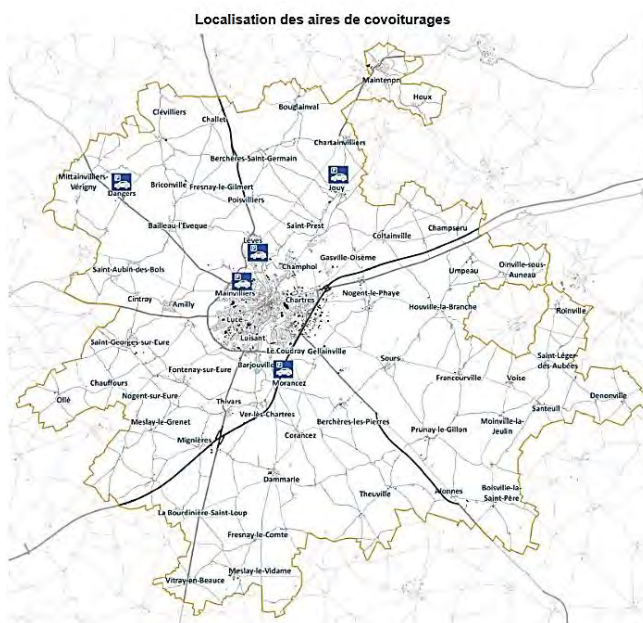 Localisation des aires de covoiturages
Maintenon
Houx
Bouglainval
Clévilliers
Challet
Chartainvilliers
Berchères-Saint-Germain
Mittainvilliers-
Vérigny
Dangers
Briconville
Fresnay-le-Gilmert
Jouy
Poisvilliers
Bailleau-l'Eveque
Saint-Prest
Coltainville
Champseru
Lèves
Gasville-Oisème
Saint-Aubin-des-Bois
Champhol
Umpeau
Oinville-sous-
Auneau
Mainvilliers
Cintray
Amilly
Chartres
Nogent-le-Phaye
Houville-la-Branche
Roinville
Lucé
Luisant
Saint-Georges-sur-Eure
Le Coudray
Gellainville
Sours
Saint-Léger-
des-Aubées
Barjouville
Fontenay-sur-Eure
Morancez
Francourville
Voise
Chauffours
Ollé
Nogent-sur-Eure
Denonville
Thivars
Ver-lès-Chartres
Santeuil
Meslay-le-Grenet
Berchères-les-Pierres
Moinville-la-
Jeulin
Prunay-le-Gillon
Mignières
Corancez
Dammarie
Boisville-la-
Saint-Père
Theuville
Allonnes
La Bourdinière-Saint-Loup
Fresnay-le-Comte
Meslay-le-Vidame
Vitray-en-Beauce